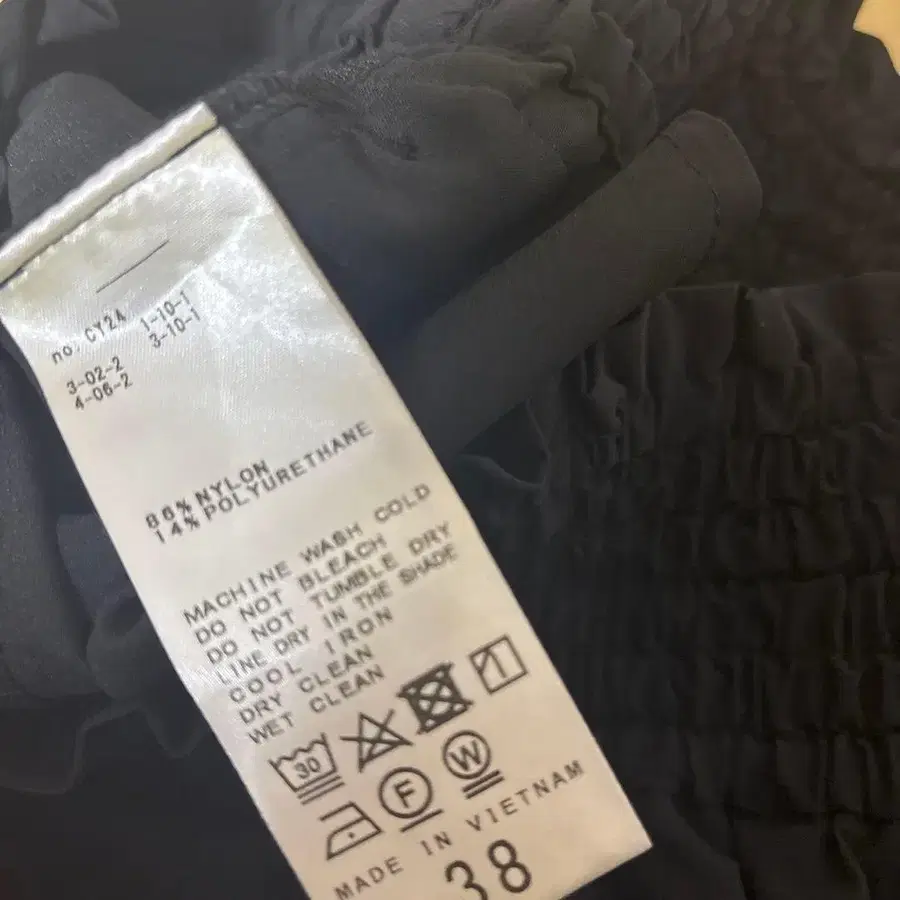 no. CY24 1-10-1
3-10-1
3-02-2
4-06-2
86% NYLON
14% POLYURETHANE
MACHINE WASH COLD
DO NOT BLEACH
DO NOT TUMBLE DRY
LINE DRY IN THE SHADE
COOL IRON
DRY CLEAN
WET CLEAN
30
F W
MADE IN VIETNAM
38